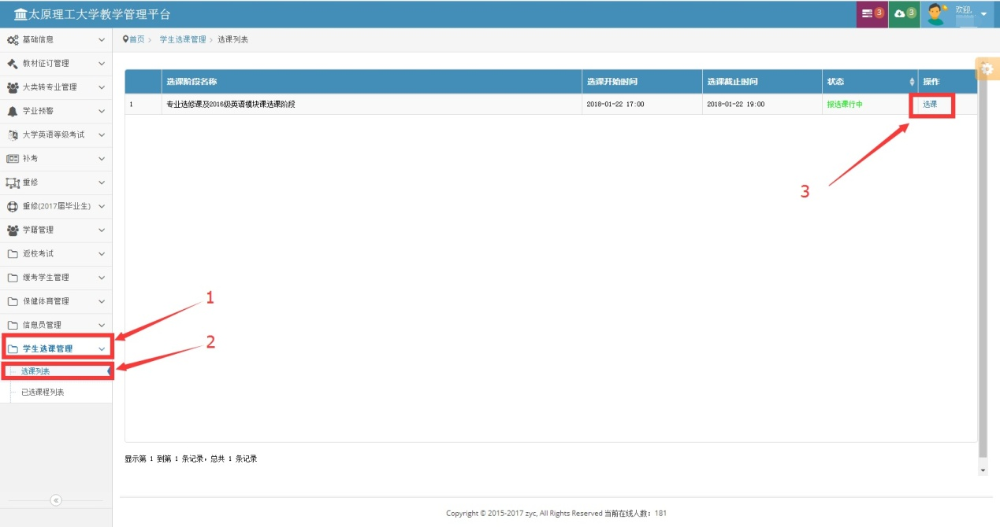 太原理工大学教学管理平台
3
3
欢迎,
基础信息
教材征订管理
大类转专业管理
学业预警
大学英语等级考试
补考
重修
重修(2017届毕业生)
学籍管理
返校考试
缓考学生管理
保健体育管理
信息员管理
学生选课管理
选课列表
已选课程列表
首页 > 学生选课管理 > 选课列表
选课阶段名称 选课开始时间 选课截止时间 状态 操作
1 专业选修课及2016级英语模块课选课阶段 2018-01-22 17:00 2018-01-22 19:00 报选课行中 选课
3
1
2
显示第 1 到第 1 条记录，总共 1 条记录
Copyright © 2015-2017 zyc, All Rights Reserved 当前在线人数：181